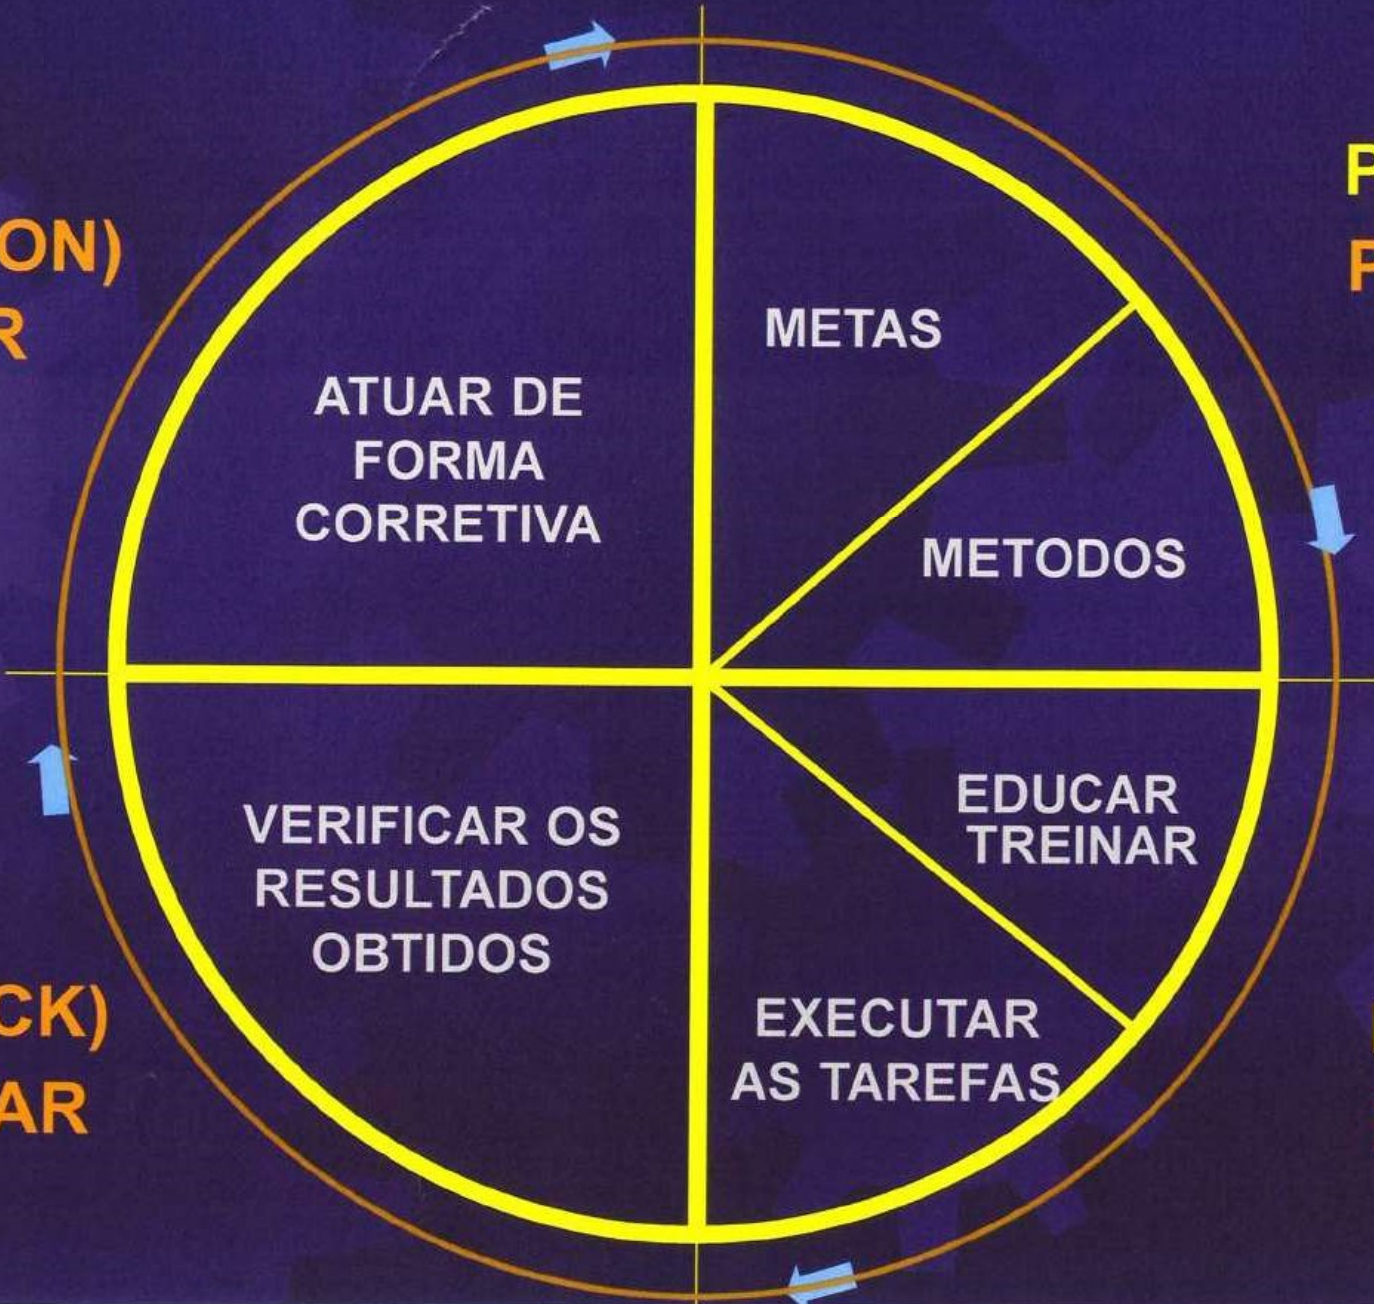 ON)
R
ATUAR DE
FORMA
CORRETIVA
P
P
METAS
METODOS
EDUCAR
TREINAR
EXECUTAR
AS TAREFAS
VERIFICAR OS
RESULTADOS
OBTIDOS
CK)
AR